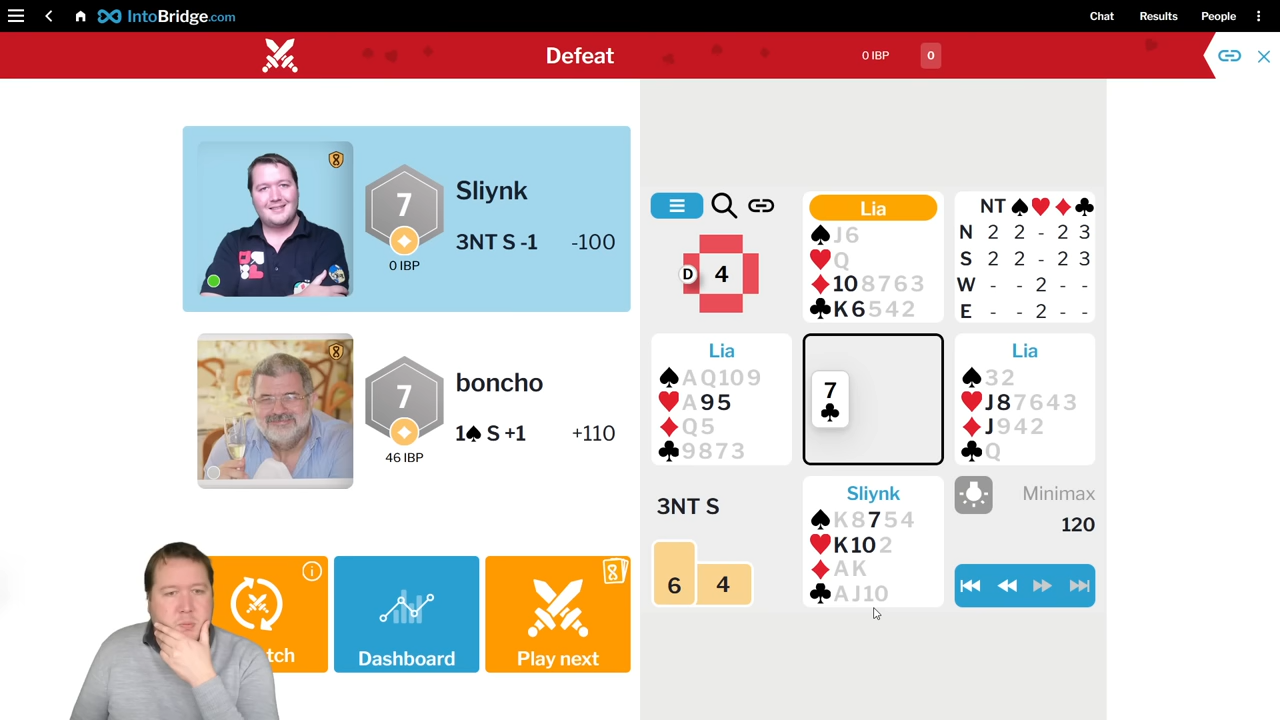 IntoBridge.com
Chat
Results
People
Defeat
0 IBP
0
7
0 IBP
Sliynk
3NT S -1
-100
7
46 IBP
boncho
1♠ S +1
+110
tch
Dashboard
Play next
D
4
Lia
♠ J 6
♥ Q
♦ 10 8 7 6 3
♣ K 6 5 4 2
NT ♠ ♥ ♦ ♣
N 2 2 - 2 3
S 2 2 - 2 3
W - - 2 - -
E - - 2 - -
Lia
♠ A Q 10 9
♥ A 9 5
♦ Q 5
♣ 9 8 7 3
7
♣
Lia
♠ 3 2
♥ J 8 7 6 4 3
♦ J 9 4 2
♣ Q
3NT S
6
4
Sliynk
♠ K 8 7 5 4
♥ K 10 2
♦ A K
♣ A J 10
Minimax
120